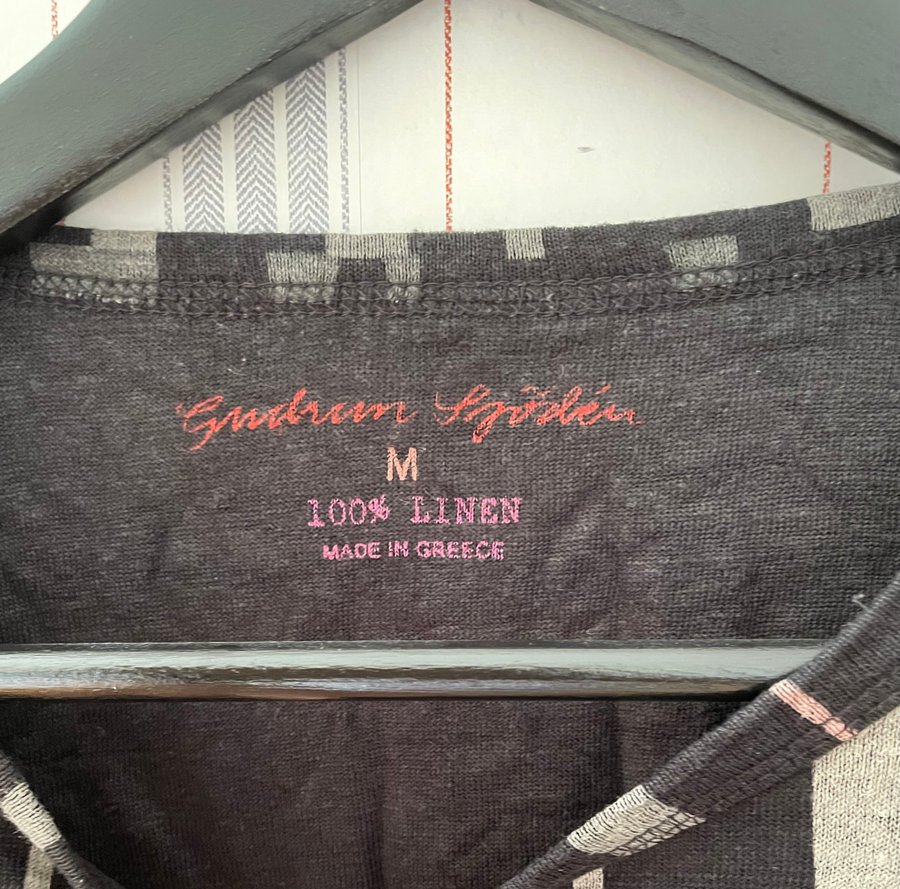 Gudrun Sjödén
M
100% LINEN
MADE IN GREECE